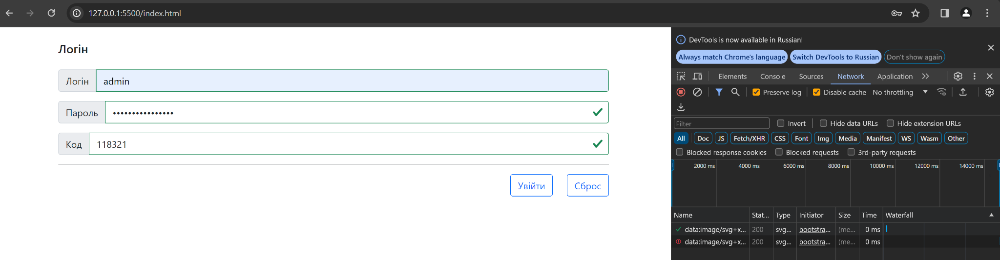 127.0.0.1:5500/index.html
Логін
Логін admin
Пароль ••••••••••••••••
Код 118321
Увійти Сброс
DevTools is now available in Russian!
Always match Chrome's language Switch DevTools to Russian Don't show again
Elements Console Sources Network Application
Preserve log Disable cache No throttling
Filter Invert Hide data URLs Hide extension URLs
All Doc JS Fetch/XHR CSS Font Img Media Manifest WS Wasm Other
Blocked response cookies Blocked requests 3rd-party requests
2000 ms 4000 ms 6000 ms 8000 ms 10000 ms 12000 ms 14000 ms
Name Stat... Type Initiator Size Time Waterfall
data:image/svg+x... 200 svg... bootstra... (me... 0 ms
data:image/svg+x... 200 svg... bootstra... (me... 0 ms